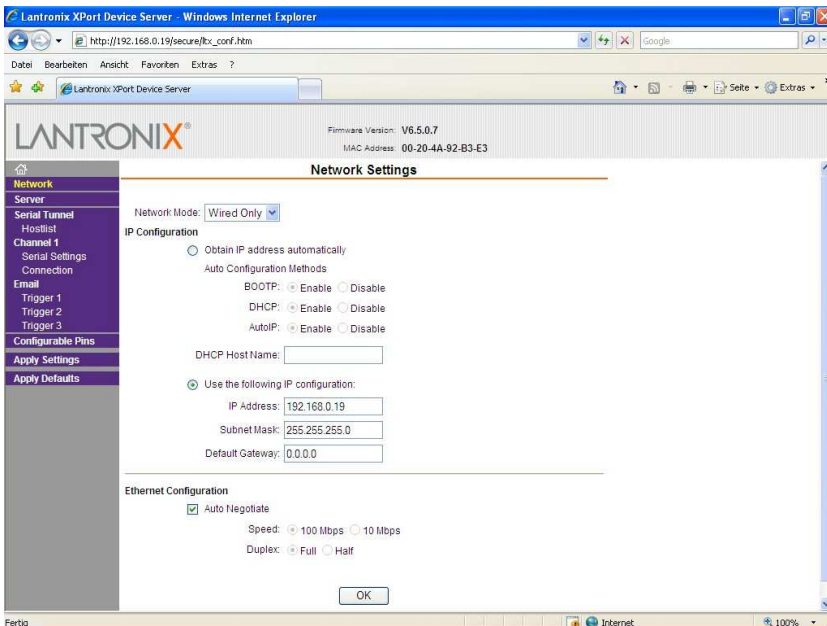 Lantronix XPort Device Server - Windows Internet Explorer
http://192.168.0.19/secure/ltx_conf.htm
Google
Datei Bearbeiten Ansicht Favoriten Extras ?
Lantronix XPort Device Server
Seite Extras
LANTRONIX®
Firmware Version: V6.5.0.7
MAC Address: 00-20-4A-92-B3-E3
Network
Server
Serial Tunnel
Hostlist
Channel 1
Serial Settings
Connection
Email
Trigger 1
Trigger 2
Trigger 3
Configurable Pins
Apply Settings
Apply Defaults
Network Settings
Network Mode: Wired Only
IP Configuration
Obtain IP address automatically
Auto Configuration Methods
BOOTP: Enable Disable
DHCP: Enable Disable
AutoIP: Enable Disable
DHCP Host Name:
Use the following IP configuration:
IP Address: 192.168.0.19
Subnet Mask: 255.255.255.0
Default Gateway: 0.0.0.0
Ethernet Configuration
Auto Negotiate
Speed: 100 Mbps 10 Mbps
Duplex: Full Half
OK
Fertig
Internet
100%